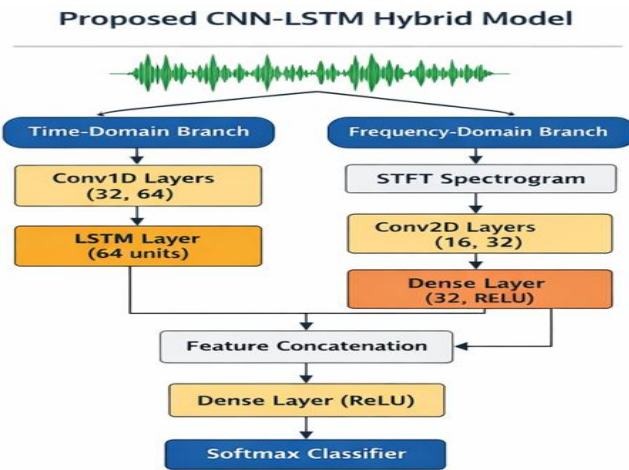 Proposed CNN-LSTM Hybrid Model
Time-Domain Branch
Conv1D Layers
(32, 64)
LSTM Layer
(64 units)
Frequency-Domain Branch
STFT Spectrogram
Conv2D Layers
(16, 32)
Dense Layer
(32, RELU)
Feature Concatenation
Dense Layer (ReLU)
Softmax Classifier